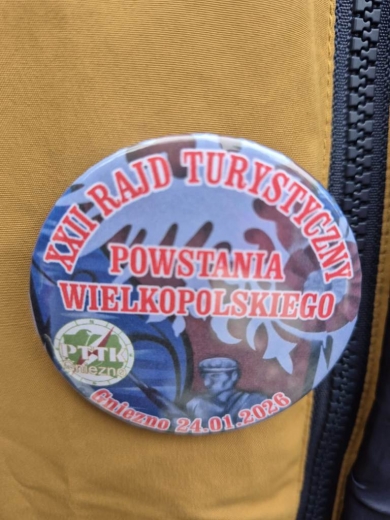 XXII RAJD TURYSTYCZNY
POWSTANIA
WIELKOPOLSKIEGO
PTTK
Gniezno
Gniezno 24.01.2026